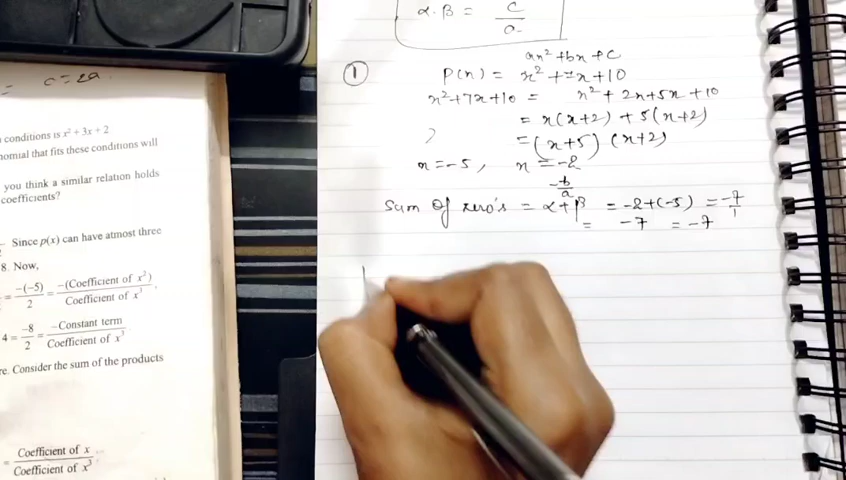 = c = 2a.
conditions is x² + 3x + 2
nomial that fits these conditions will
you think a similar relation holds
coefficients?
Since p(x) can have atmost three
8. Now,
= -(-5)/2 = -(Coefficient of x²)/Coefficient of x³,
4 = -8/2 = -Constant term/Coefficient of x³
re. Consider the sum of the products
= Coefficient of x/Coefficient of x³
α.β = c/a
ax² + bx + c
① P(x) = x² + 7x + 10
x² + 7x + 10 = x² + 2x + 5x + 10
= x(x+2) + 5(x+2)
= (x+5) (x+2)
x = -5, x = -2
-b/a
Sum of zero's = α + β = -2 + (-5) = -7/1
= -7 = -7